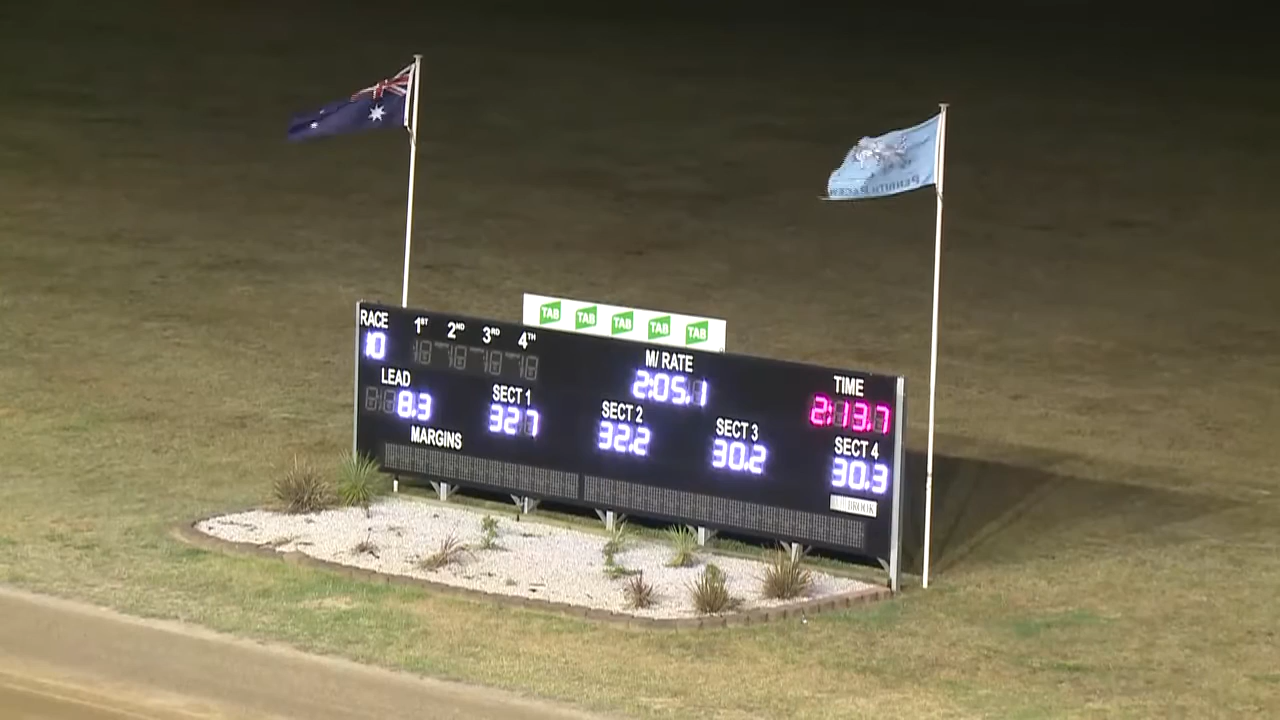 TAB TAB TAB TAB TAB
RACE 1ST 2ND 3RD 4TH
10
M/RATE
2:05.1
TIME
2:13.7
LEAD
8.3
SECT 1
32.7
SECT 2
32.2
SECT 3
30.2
SECT 4
30.3
MARGINS